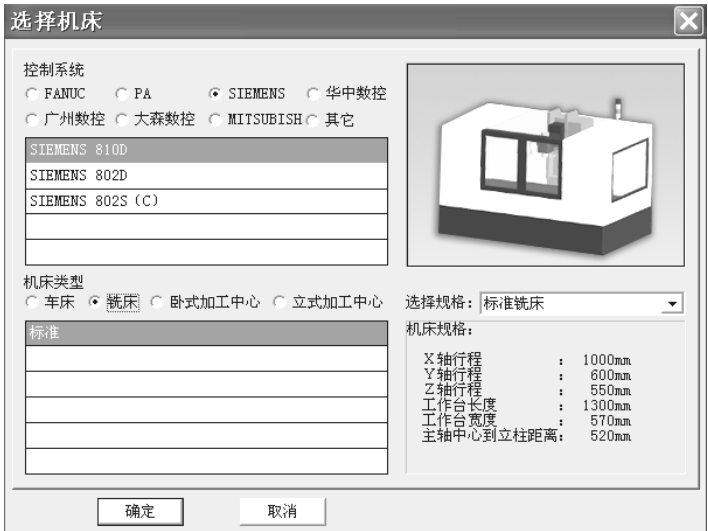 选择机床
控制系统
FANUC PA SIEMENS 华中数控
广州数控 大森数控 MITSUBISH 其它
SIEMENS 810D
SIEMENS 802D
SIEMENS 802S(C)
机床类型
车床 铣床 卧式加工中心 立式加工中心
标准
选择规格: 标准铣床
机床规格:
X轴行程 : 1000mm
Y轴行程 : 600mm
Z轴行程 : 550mm
工作台长度 : 1300mm
工作台宽度 : 570mm
主轴中心到立柱距离: 520mm
确定 取消